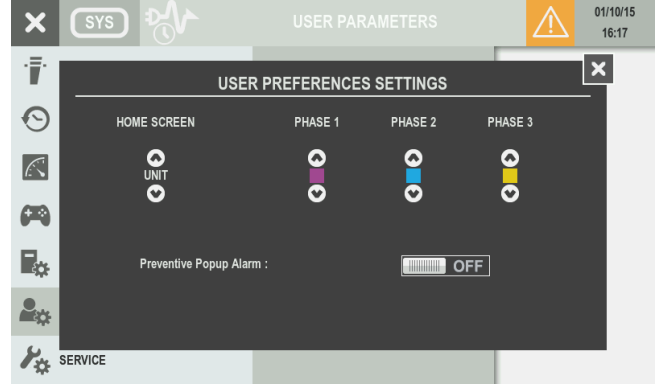 SYS
USER PARAMETERS
01/10/15
16:17
USER PREFERENCES SETTINGS
HOME SCREEN PHASE 1 PHASE 2 PHASE 3
UNIT
Preventive Popup Alarm : OFF
SERVICE